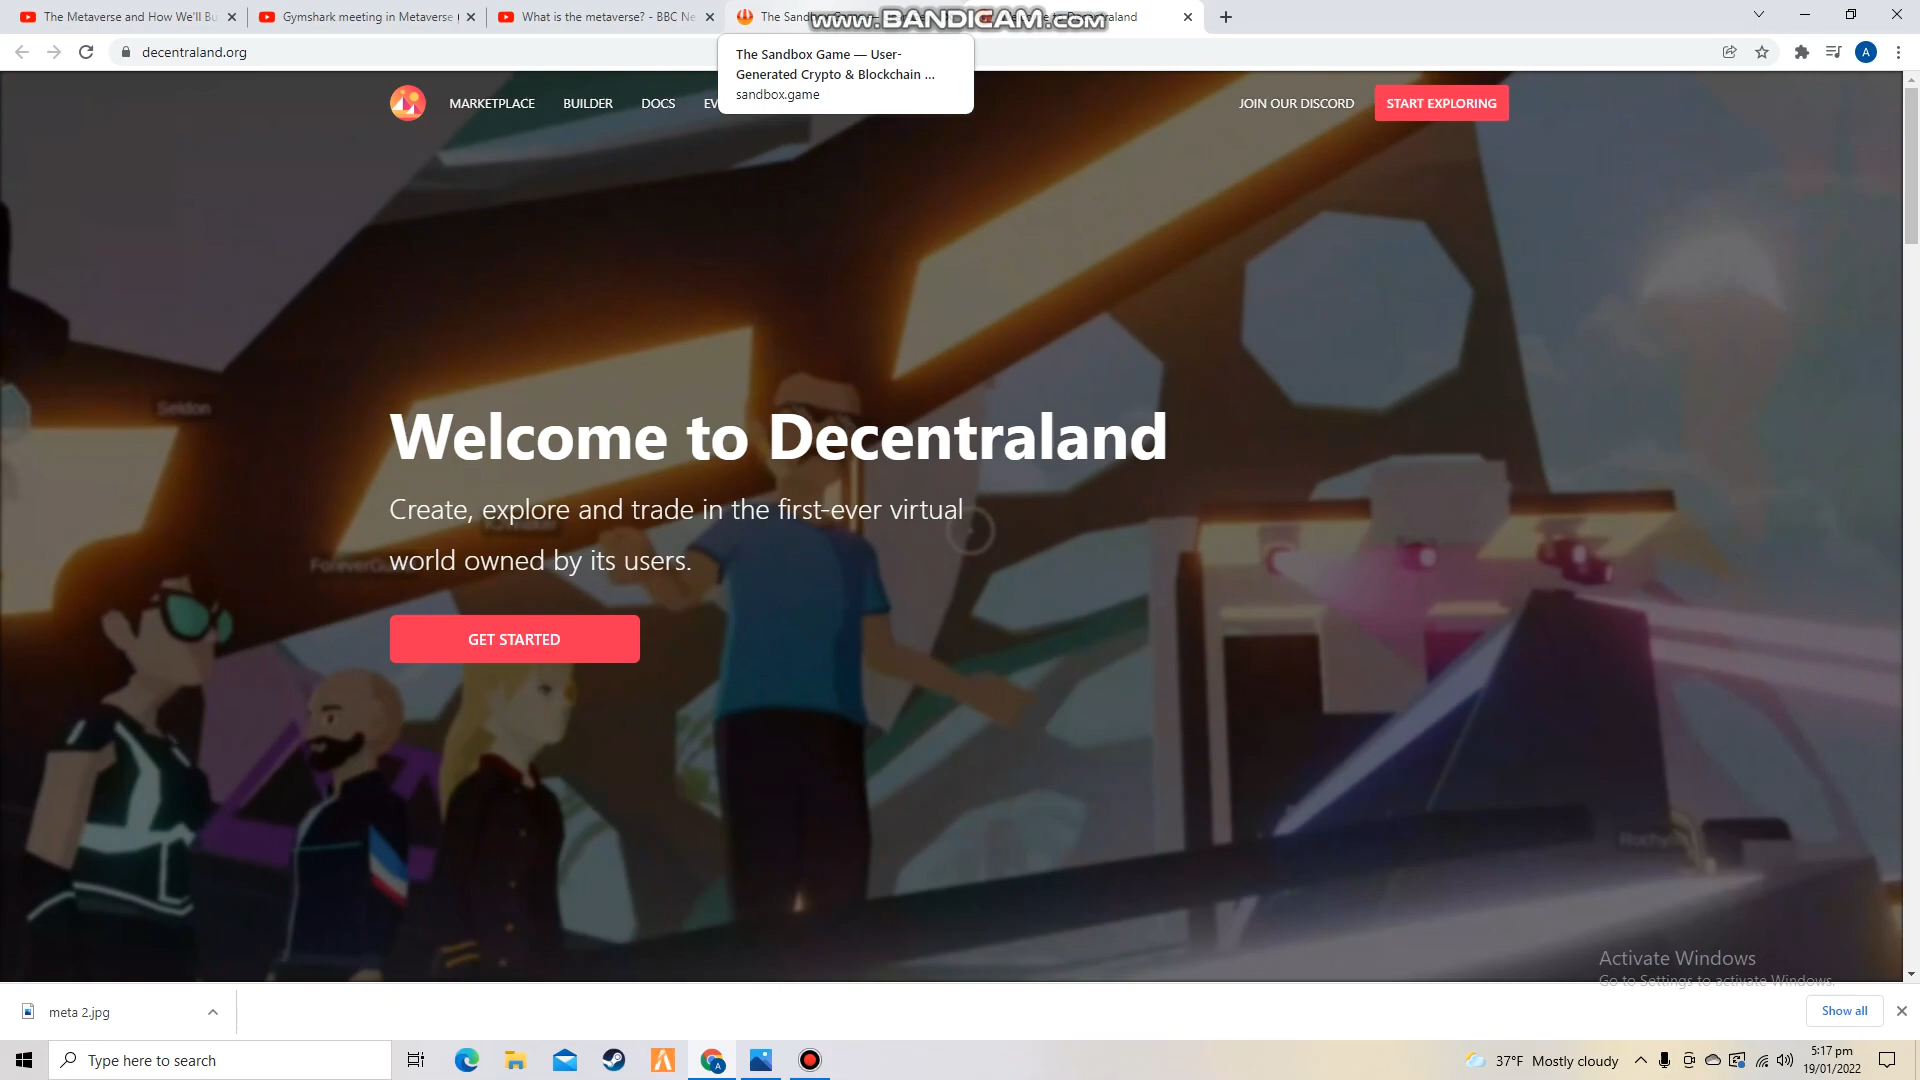 The Metaverse and How We'll Bu
Gymshark meeting in Metaverse
What is the metaverse? - BBC Ne
The Sandbox Game —
www.BANDICAM.com
decentraland.org
The Sandbox Game — User-
Generated Crypto & Blockchain ...
sandbox.game
A
MARKETPLACE
BUILDER
DOCS
EV
JOIN OUR DISCORD
START EXPLORING
Seldon
Welcome to Decentraland
Create, explore and trade in the first-ever virtual
world owned by its users.
GET STARTED
Activate Windows
Go to Settings to activate Windows.
meta 2.jpg
Show all
Type here to search
A
37°F Mostly cloudy
5:17 pm
19/01/2022